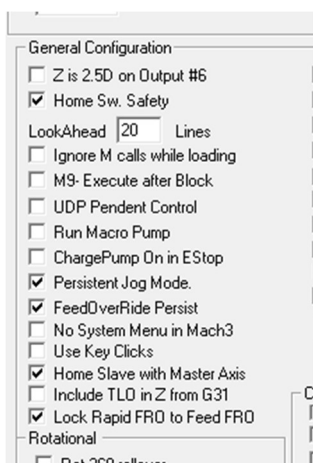 General Configuration
Z is 2.5D on Output #6
Home Sw. Safety
LookAhead 20 Lines
Ignore M calls while loading
M9- Execute after Block
UDP Pendent Control
Run Macro Pump
ChargePump On in EStop
Persistent Jog Mode.
FeedOverRide Persist
No System Menu in Mach3
Use Key Clicks
Home Slave with Master Axis
Include TLO in Z from G31
Lock Rapid FRO to Feed FRO
Rotational